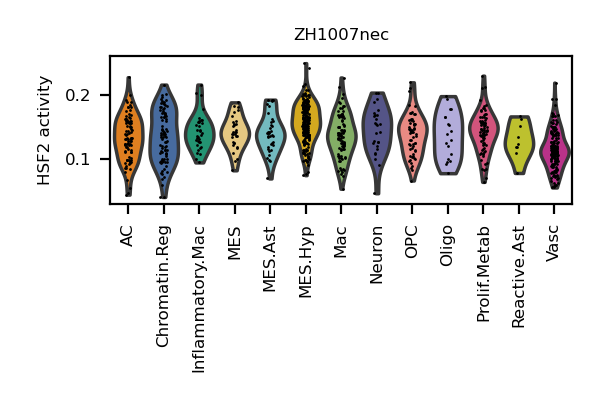 ZH1007nec
HSF2 activity
0.2
0.1
AC
Chromatin.Reg
Inflammatory.Mac
MES
MES.Ast
MES.Hyp
Mac
Neuron
OPC
Oligo
Prolif.Metab
Reactive.Ast
Vasc